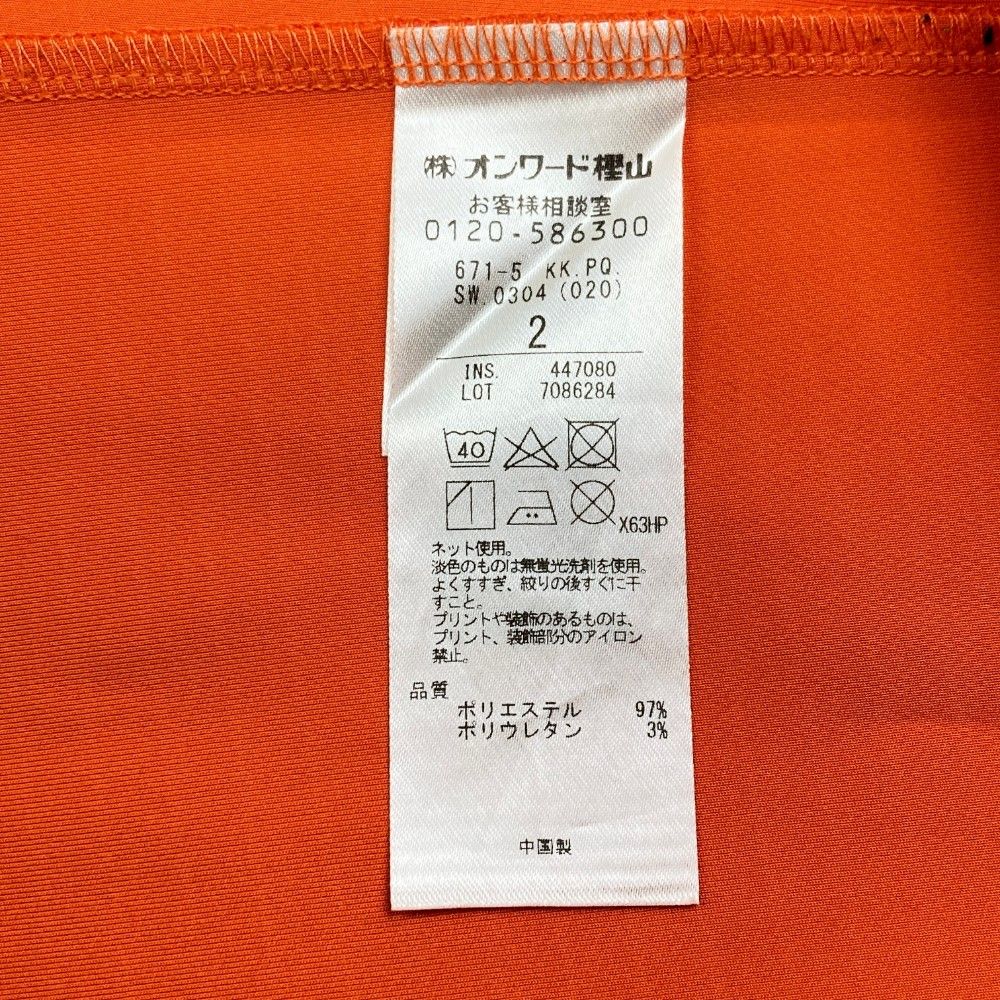 (株)オンワード樫山
お客様相談室
0120-586300
671-5 KK.PQ.
SW.0304(020)
2
INS. 447080
LOT 7086284
40
X63HP
ネット使用。
淡色のものは無蛍光洗剤を使用。
よくすすぎ、絞りの後すぐに干
すこと。
プリントや装飾のあるものは、
プリント、装飾部分のアイロン
禁止。
品質
ポリエステル 97%
ポリウレタン 3%
中国製